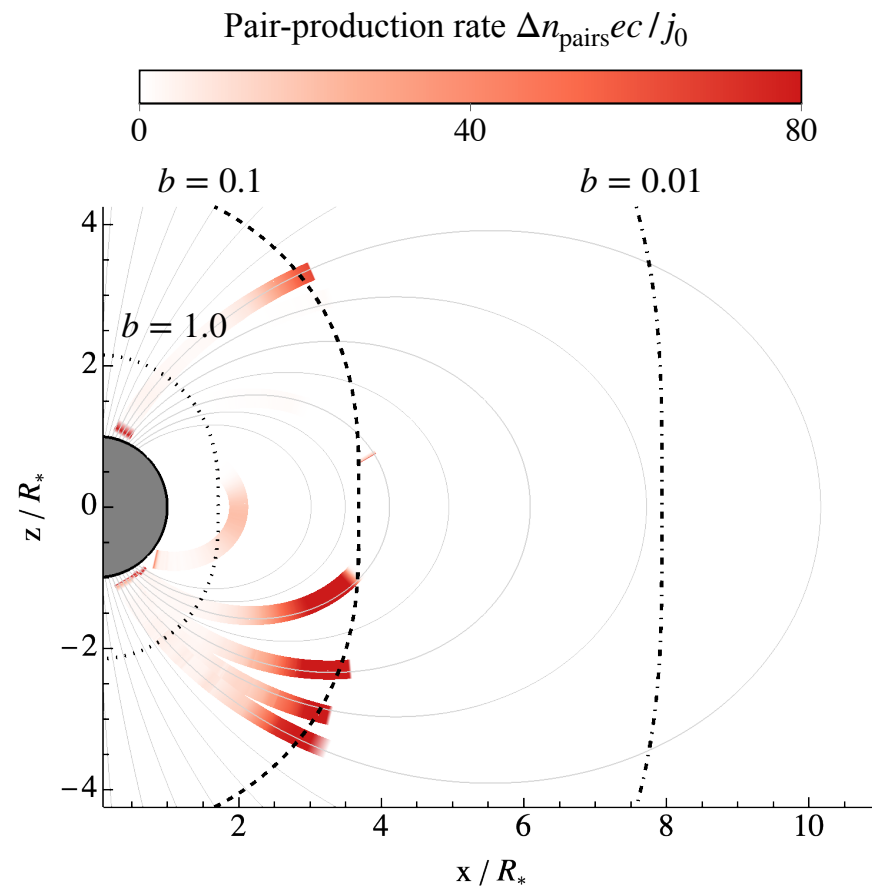 Pair-production rate Δn_pairs ec / j_0
0 40 80
b = 0.1 b = 0.01
4
b = 1.0
2
0
−2
−4
z / R_*
2 4 6 8 10
x / R_*